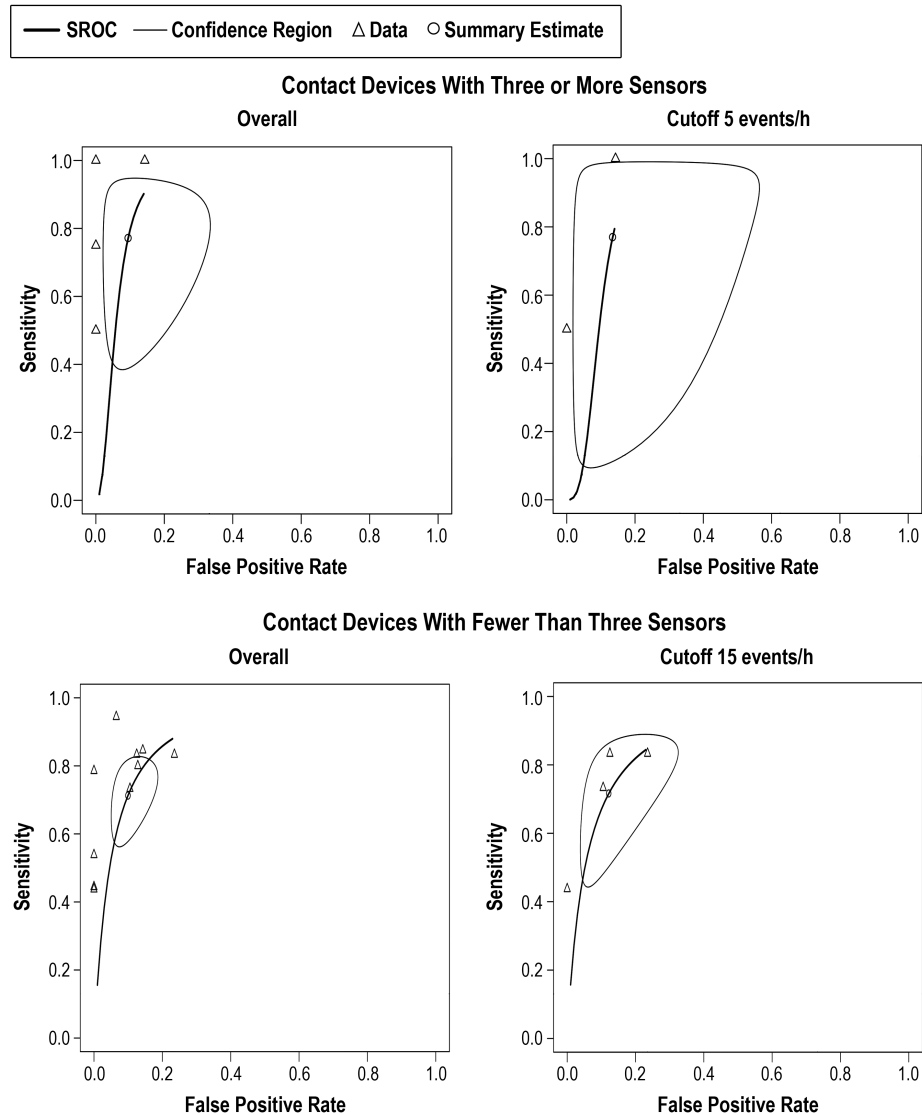 SROC Confidence Region Data Summary Estimate
Contact Devices With Three or More Sensors
Overall
Cutoff 5 events/h
1.0
0.8
0.6
0.4
0.2
0.0
Sensitivity
0.0 0.2 0.4 0.6 0.8 1.0
False Positive Rate
1.0
0.8
0.6
0.4
0.2
0.0
Sensitivity
0.0 0.2 0.4 0.6 0.8 1.0
False Positive Rate
Contact Devices With Fewer Than Three Sensors
Overall
Cutoff 15 events/h
1.0
0.8
0.6
0.4
0.2
0.0
Sensitivity
0.0 0.2 0.4 0.6 0.8 1.0
False Positive Rate
1.0
0.8
0.6
0.4
0.2
0.0
Sensitivity
0.0 0.2 0.4 0.6 0.8 1.0
False Positive Rate